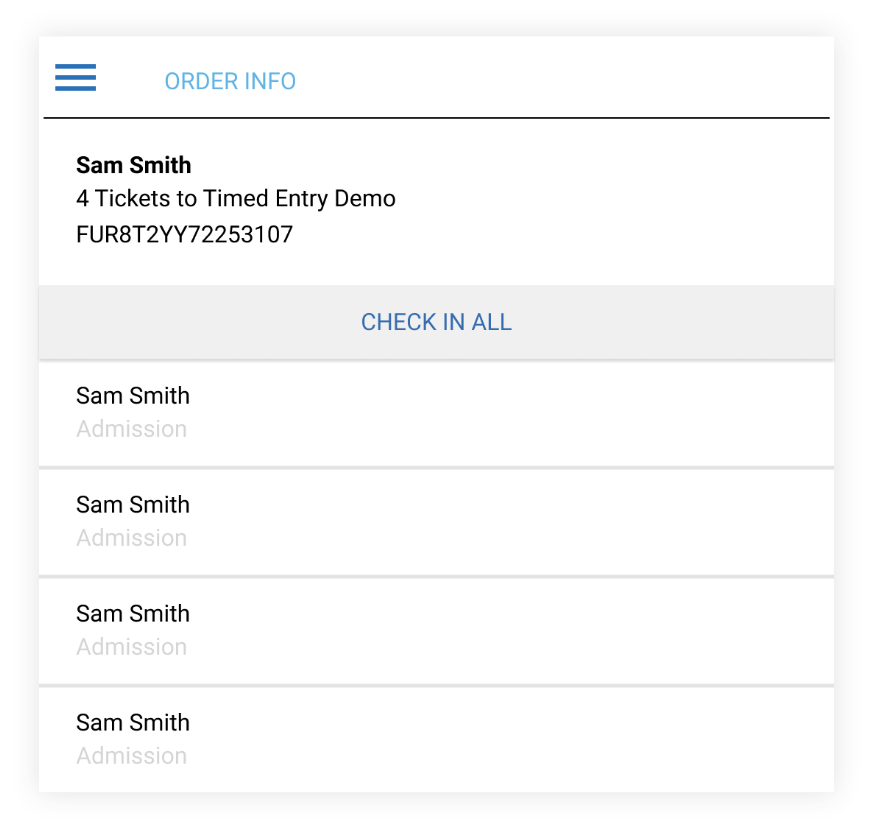 ORDER INFO
Sam Smith
4 Tickets to Timed Entry Demo
FUR8T2YY72253107
CHECK IN ALL
Sam Smith
Admission
Sam Smith
Admission
Sam Smith
Admission
Sam Smith
Admission